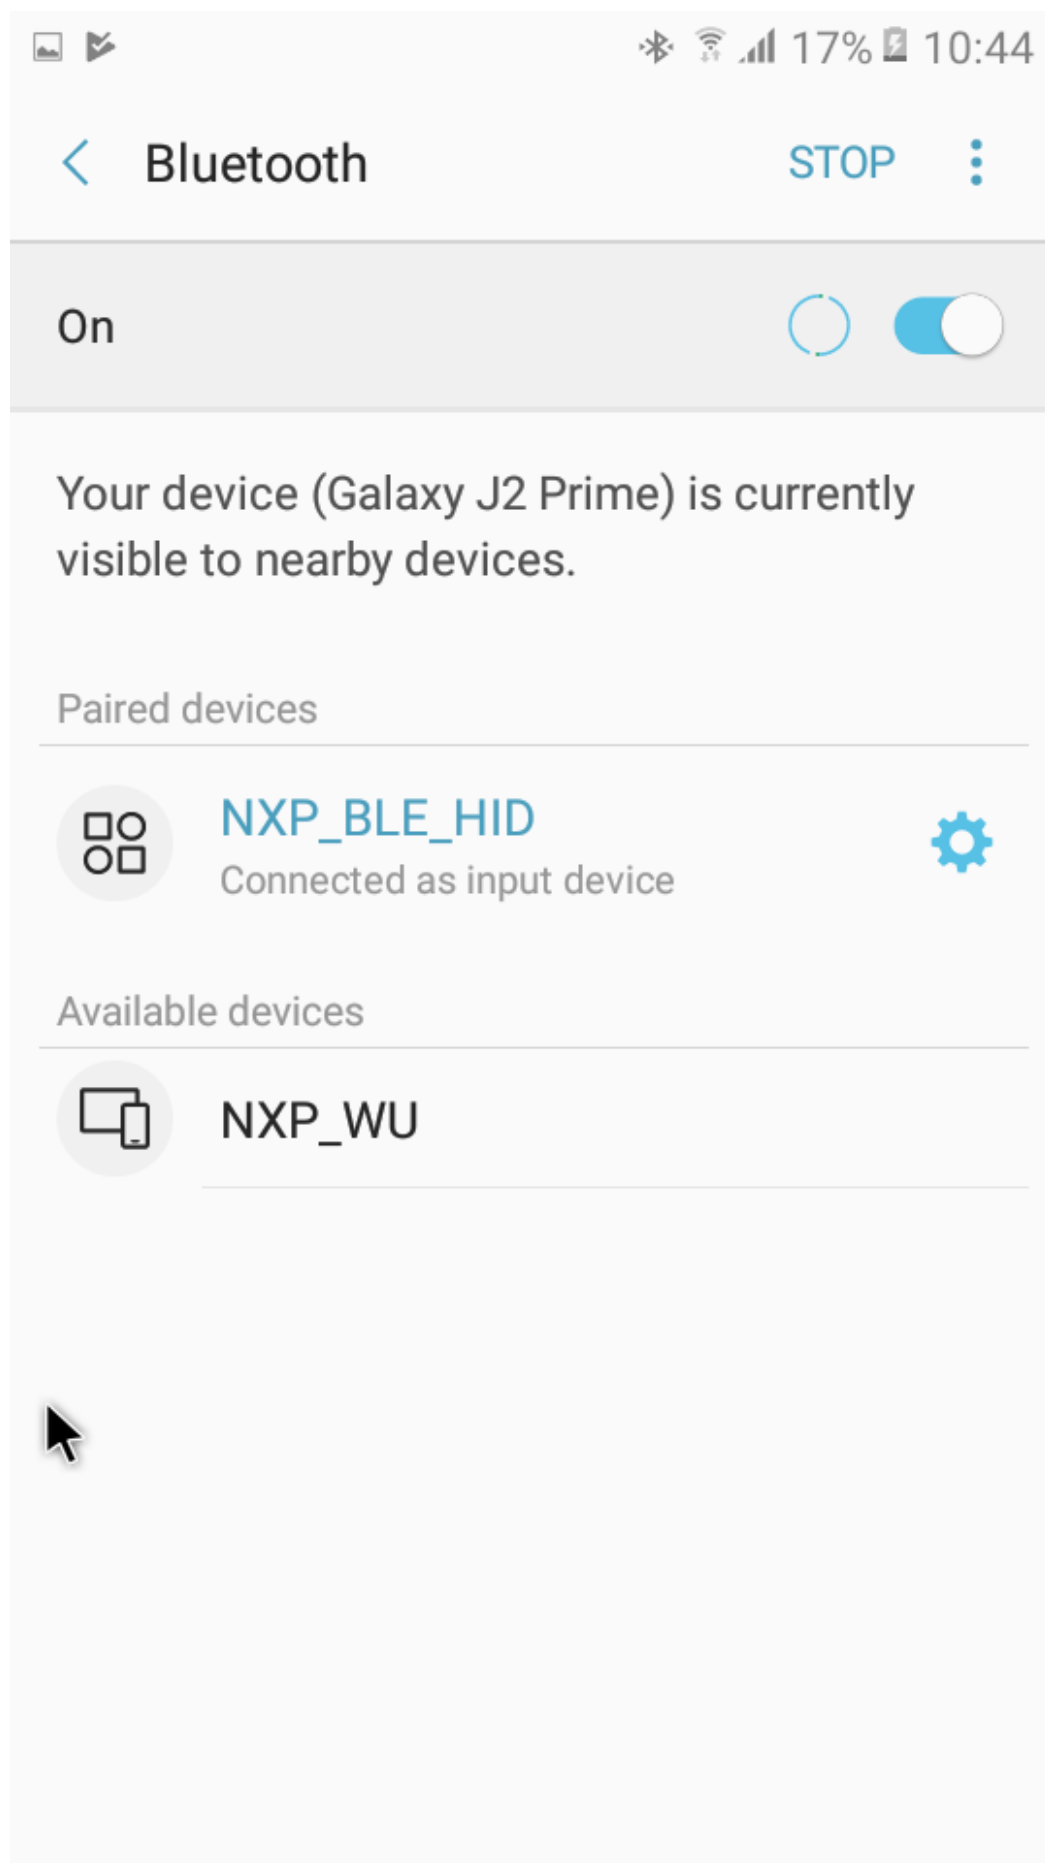 17% 10:44
Bluetooth STOP
On
Your device (Galaxy J2 Prime) is currently
visible to nearby devices.
Paired devices
NXP_BLE_HID
Connected as input device
Available devices
NXP_WU